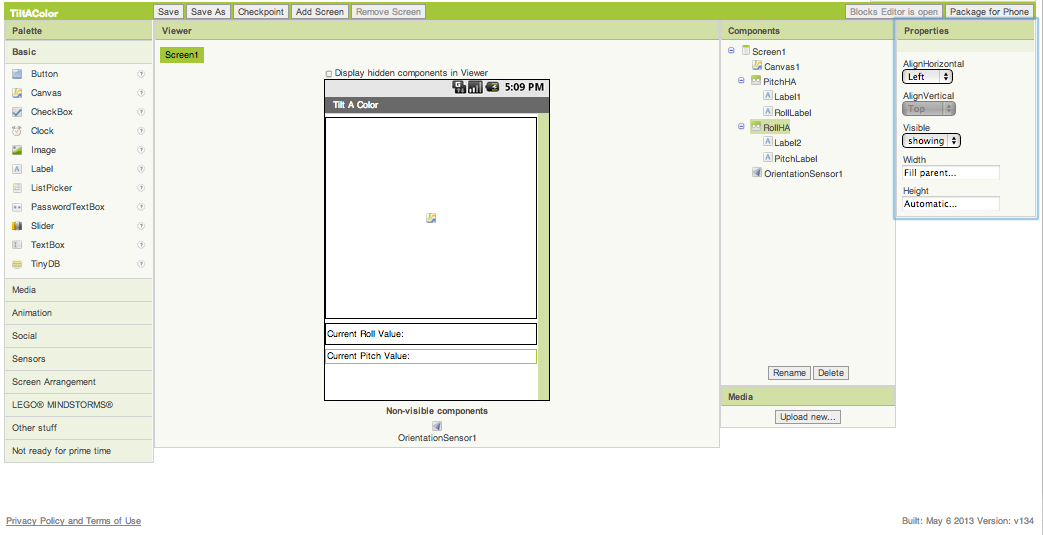 TiltAColor
Save Save As Checkpoint Add Screen Remove Screen Blocks Editor is open Package for Phone
Palette
Basic
Button ?
Canvas ?
CheckBox ?
Clock ?
Image ?
Label ?
ListPicker ?
PasswordTextBox ?
Slider ?
TextBox ?
TinyDB ?
Media
Animation
Social
Sensors
Screen Arrangement
LEGO® MINDSTORMS®
Other stuff
Not ready for prime time
Viewer
Screen1
Display hidden components in Viewer
5:09 PM
Tilt A Color
Current Roll Value:
Current Pitch Value:
Non-visible components
OrientationSensor1
Components
Screen1
Canvas1
PitchHA
A Label1
A RollLabel
RollHA
A Label2
A PitchLabel
OrientationSensor1
Rename Delete
Media
Upload new...
Properties
AlignHorizontal
Left
AlignVertical
Top
Visible
showing
Width
Fill parent...
Height
Automatic...
Privacy Policy and Terms of Use
Built: May 6 2013 Version: v134